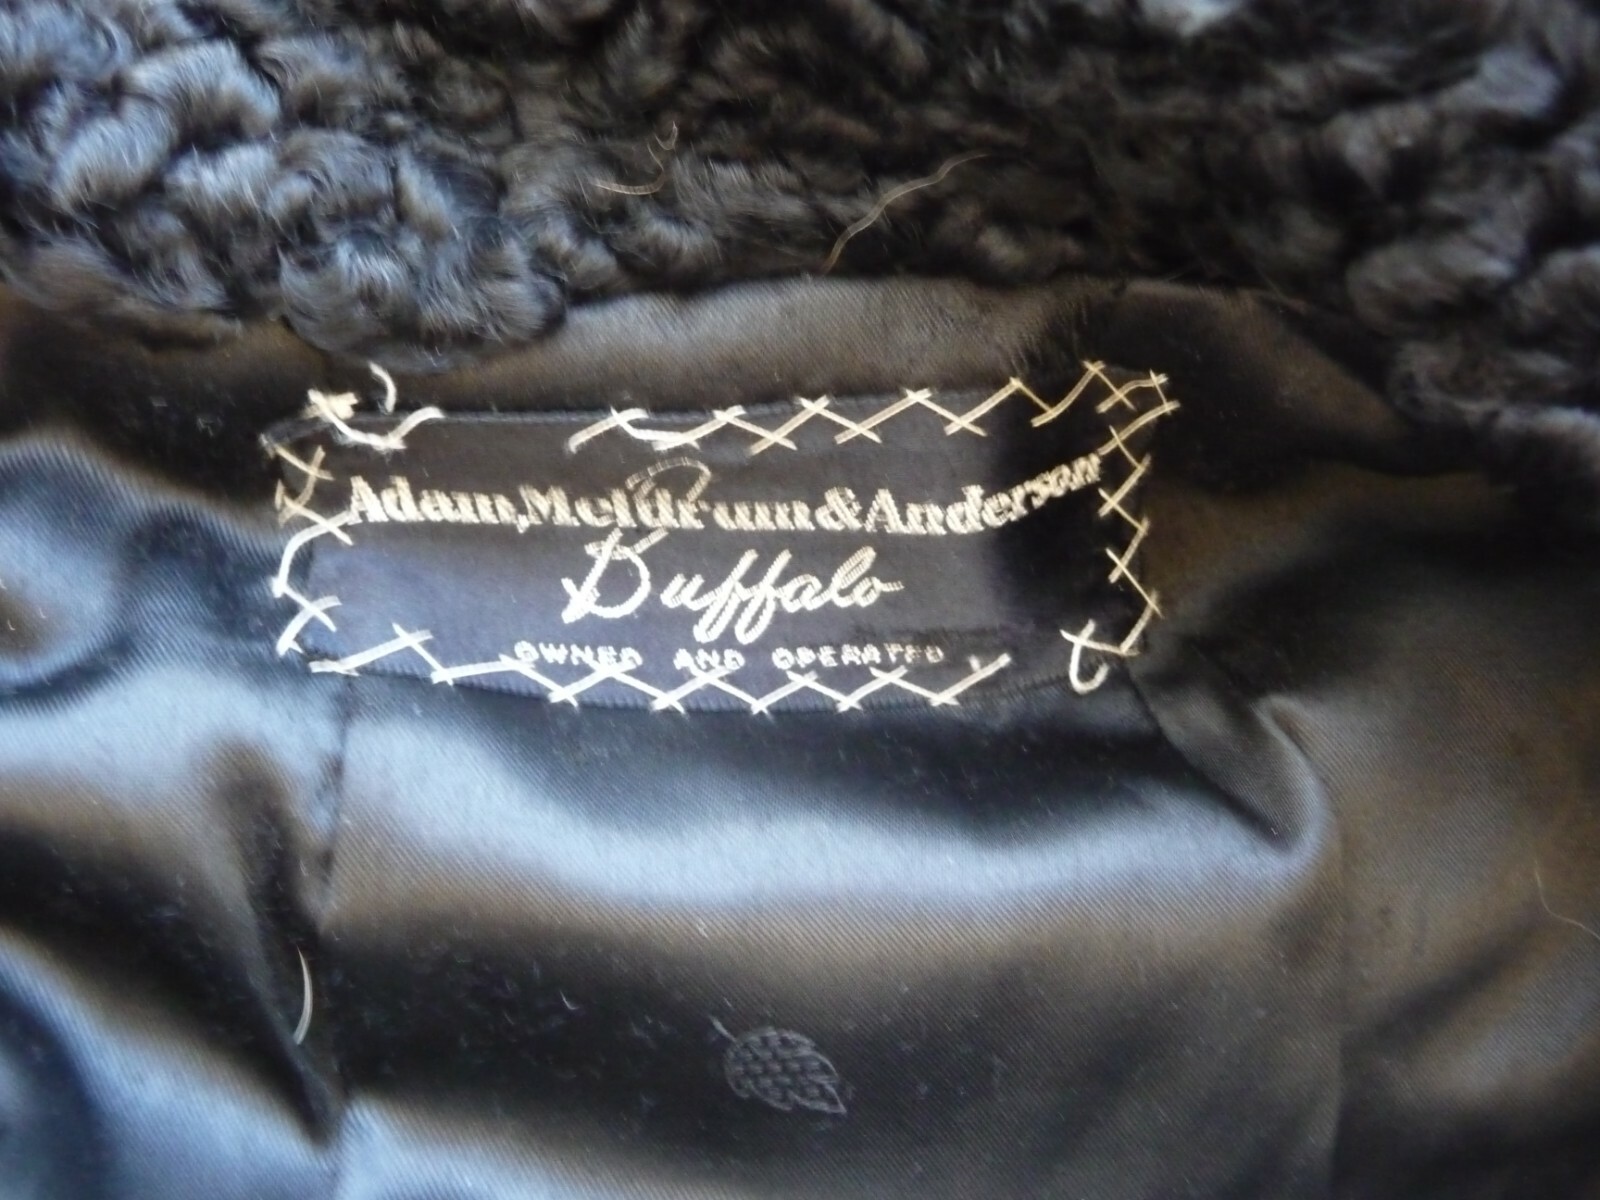 Adam, Meldrum & Anderson
Buffalo
OWNED AND OPERATED